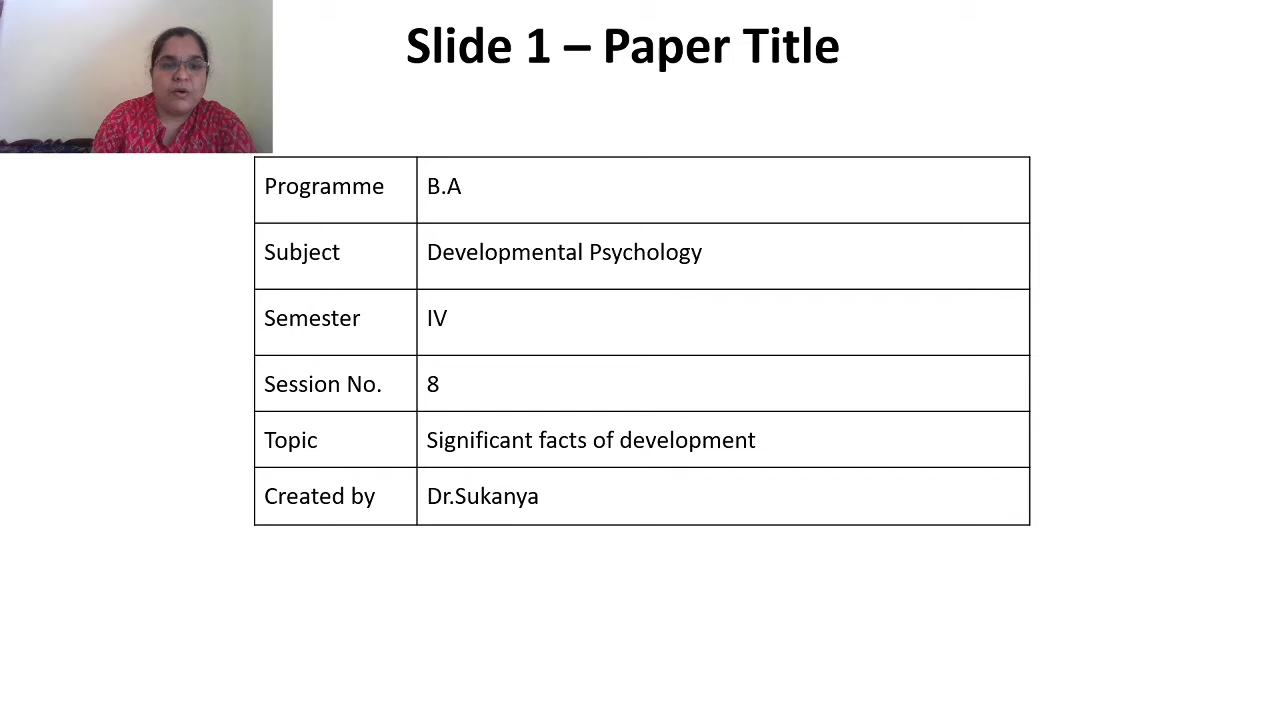 Slide 1 – Paper Title
Programme B.A
Subject Developmental Psychology
Semester IV
Session No. 8
Topic Significant facts of development
Created by Dr.Sukanya